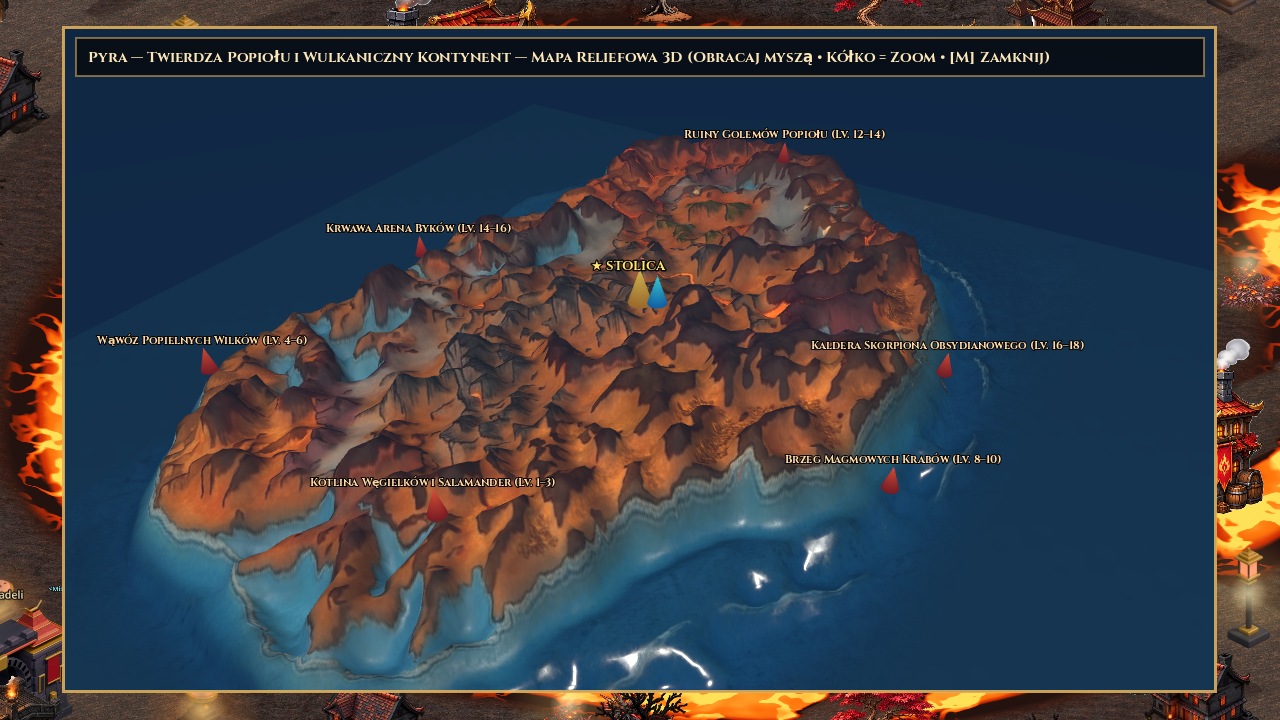 Pyra — Twierdza Popiołu i Wulkaniczny Kontynent — Mapa Reliefowa 3D (Obracaj myszą • Kółko = Zoom • [M] Zamknij)
Ruiny Golemów Popiołu (Lv. 12–14)
Krwawa Arena Byków (Lv. 14–16)
★ STOLICA
Wąwóz Popielnych Wilków (Lv. 4–6)
Kaldera Skorpiona Obsydianowego (Lv. 16–18)
Brzeg Magmowych Krabów (Lv. 8–10)
Kotlina Węgielków i Salamander (Lv. 1–3)
adeli